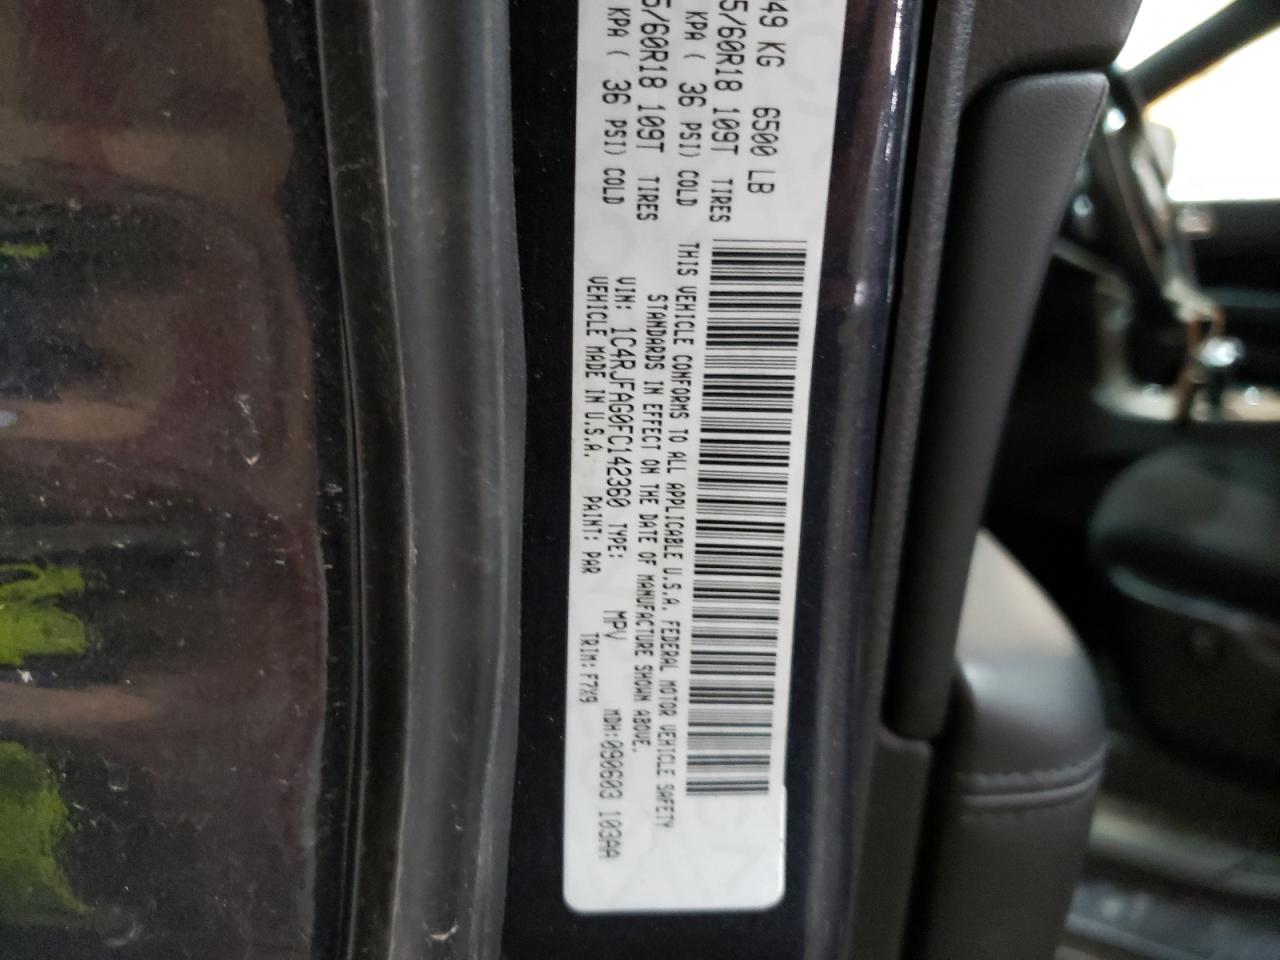 49 KG 6500 LB
5/60R18 109T TIRES
KPA ( 36 PSI) COLD
5/60R18 109T TIRES
KPA ( 36 PSI) COLD
THIS VEHICLE CONFORMS TO ALL APPLICABLE U.S.A. FEDERAL MOTOR VEHICLE SAFETY
STANDARDS IN EFFECT ON THE DATE OF MANUFACTURE SHOWN ABOVE.
VIN: 1C4RJFAG0FC142360 TYPE: MPV MDH:090603 103AA
VEHICLE MADE IN U.S.A. PAINT: PAR TRIM: F7X9